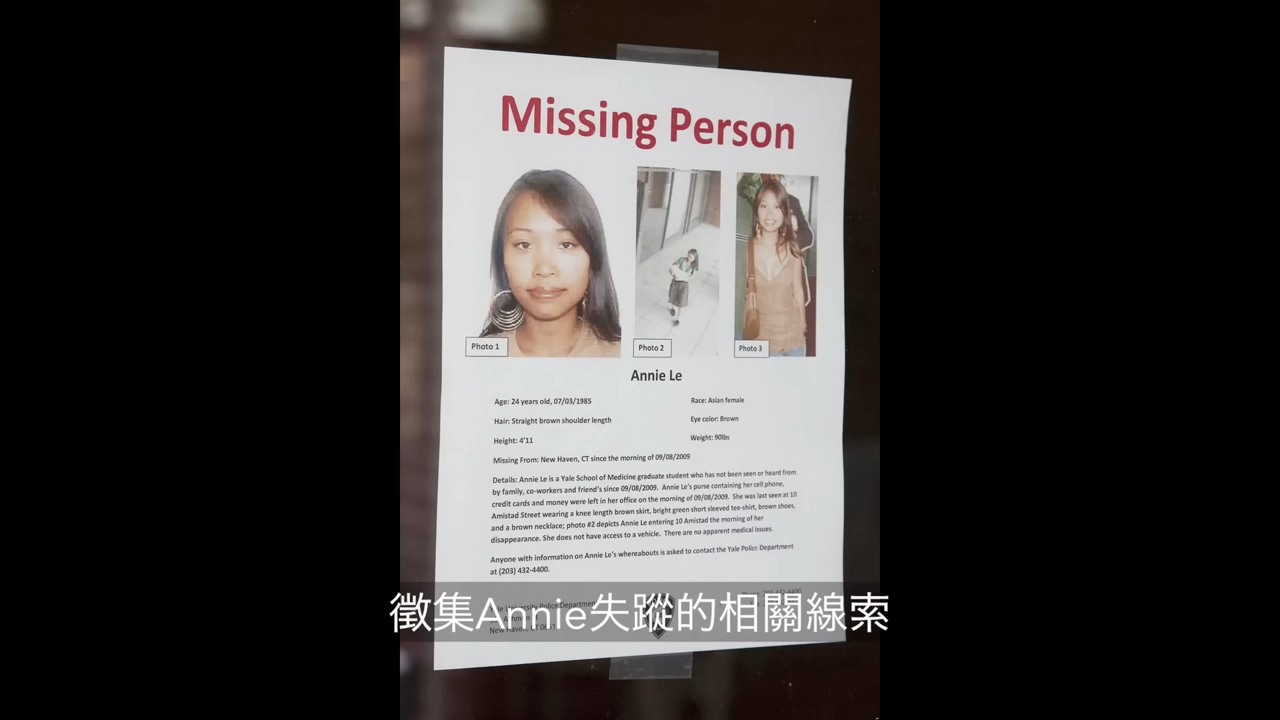 Missing Person
Photo 1
Photo 2
Photo 3
Annie Le
Age: 24 years old, 07/03/1985
Race: Asian female
Hair: Straight brown shoulder length
Eye color: Brown
Height: 4'11
Weight: 90lbs
Missing From: New Haven, CT since the morning of 09/08/2009
Details: Annie Le is a Yale School of Medicine graduate student who has not been seen or heard from
by family, co-workers and friend's since 09/08/2009. Annie Le's purse containing her cell phone,
credit cards and money were left in her office on the morning of 09/08/2009. She was last seen at 10
Amistad Street wearing a knee length brown skirt, bright green short sleeved tee-shirt, brown shoes,
and a brown necklace; photo #2 depicts Annie Le entering 10 Amistad the morning of her
disappearance. She does not have access to a vehicle. There are no apparent medical issues.
Anyone with information on Annie Le's whereabouts is asked to contact the Yale Police Department
at (203) 432-4400.
University Police Department
New Haven, CT
徵集Annie失蹤的相關線索